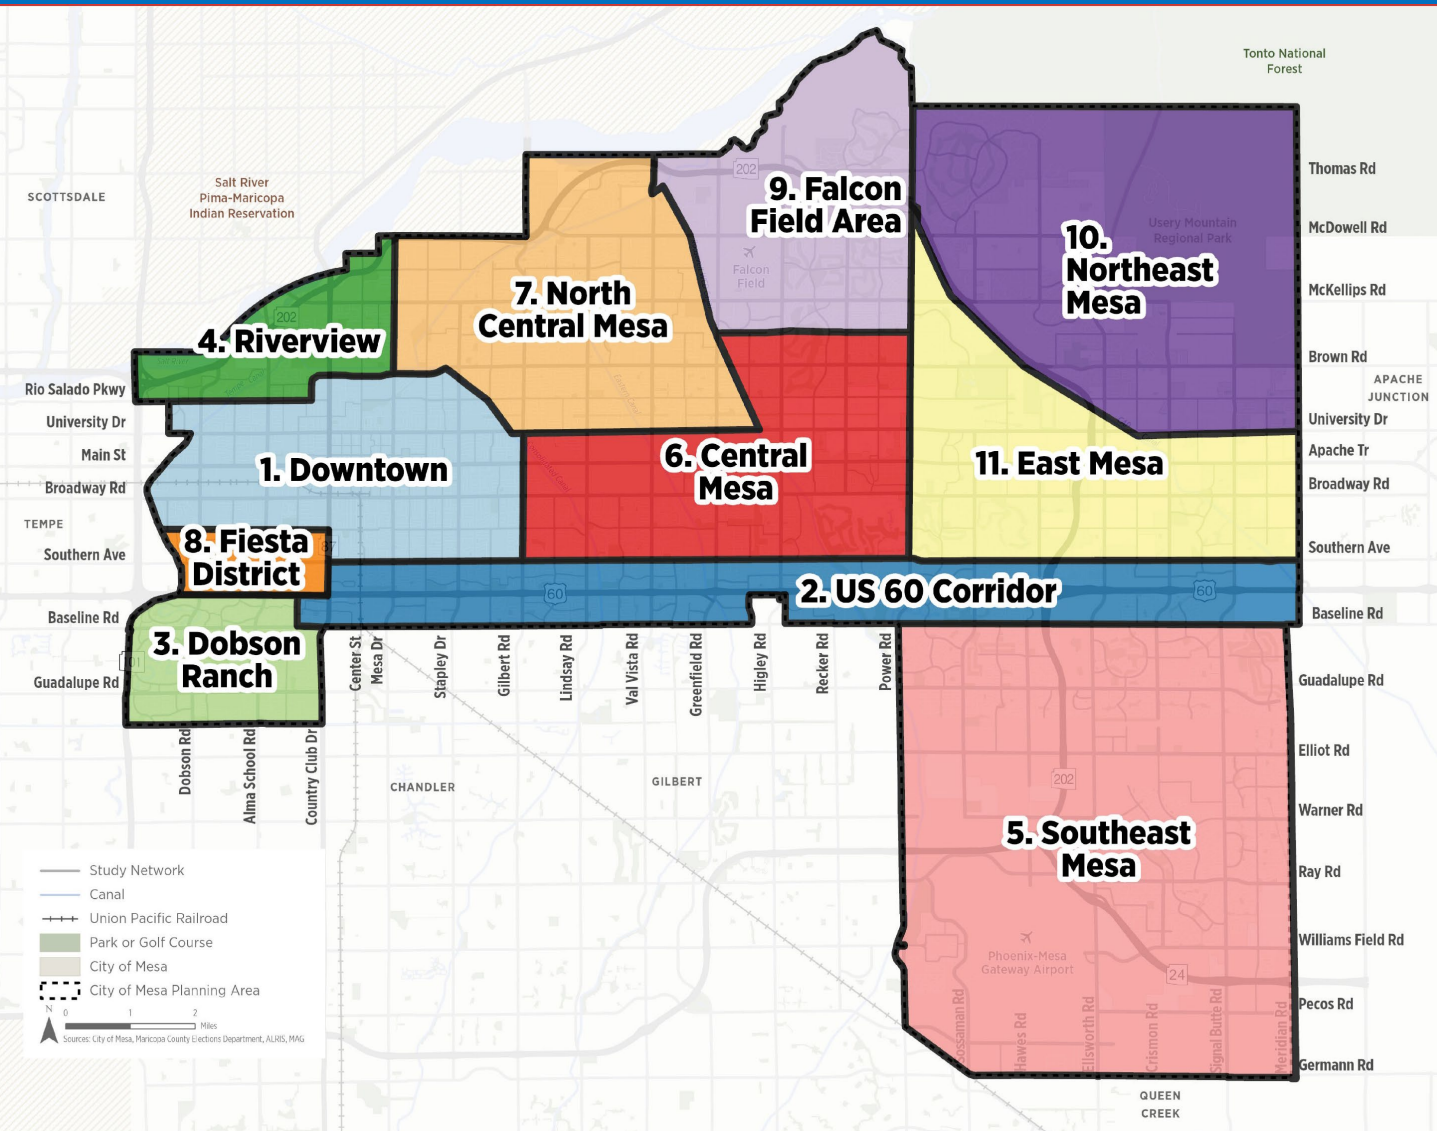 Tonto National
Forest
Thomas Rd
202
SCOTTSDALE
Salt River
Pima-Maricopa
Indian Reservation
9. Falcon
Field Area
McDowell Rd
Usery Mountain
Regional Park
10.
Northeast
Mesa
Falcon
Field
McKellips Rd
7. North
Central Mesa
202
4. Riverview
Brown Rd
Rio Salado Pkwy
APACHE
JUNCTION
University Dr
University Dr
Main St
Apache Tr
1. Downtown
6. Central
Mesa
11. East Mesa
Broadway Rd
Broadway Rd
TEMPE
8. Fiesta
District
87
Southern Ave
Southern Ave
60
2. US 60 Corridor
60
Baseline Rd
Baseline Rd
3. Dobson
Ranch
101
Guadalupe Rd
Center St
Mesa Dr
Stapley Dr
Gilbert Rd
Lindsay Rd
Val Vista Rd
Greenfield Rd
Higley Rd
Recker Rd
Power Rd
Guadalupe Rd
Dobson Rd
Alma School Rd
Country Club Dr
Elliot Rd
CHANDLER
GILBERT
202
Warner Rd
5. Southeast
Mesa
Ray Rd
Study Network
Canal
Union Pacific Railroad
Park or Golf Course
City of Mesa
City of Mesa Planning Area
N
0 1 2
Miles
Sources: City of Mesa, Maricopa County Elections Department, ALRIS, MAG
Williams Field Rd
Phoenix-Mesa
Gateway Airport
24
Pecos Rd
Sossaman Rd
Hawes Rd
Ellsworth Rd
Crismon Rd
Signal Butte Rd
Meridian Rd
Germann Rd
QUEEN
CREEK